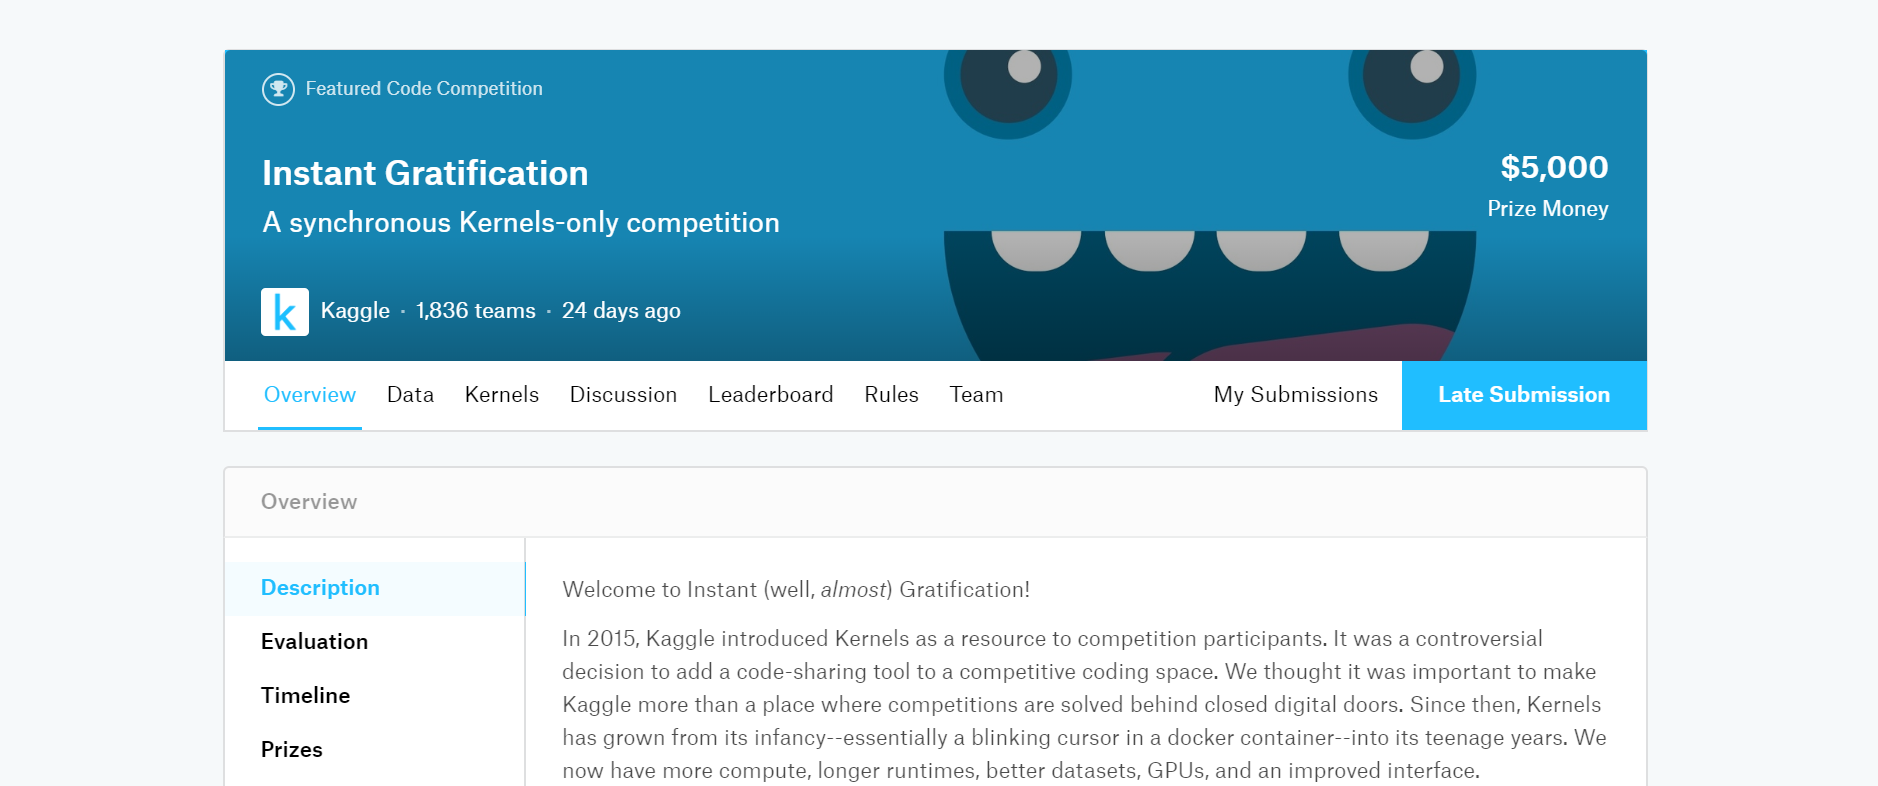 Featured Code Competition
Instant Gratification
A synchronous Kernels-only competition
$5,000
Prize Money
k
Kaggle · 1,836 teams · 24 days ago
Overview Data Kernels Discussion Leaderboard Rules Team My Submissions Late Submission
Overview
Description
Evaluation
Timeline
Prizes
Welcome to Instant (well, almost) Gratification!
In 2015, Kaggle introduced Kernels as a resource to competition participants. It was a controversial
decision to add a code-sharing tool to a competitive coding space. We thought it was important to make
Kaggle more than a place where competitions are solved behind closed digital doors. Since then, Kernels
has grown from its infancy--essentially a blinking cursor in a docker container--into its teenage years. We
now have more compute, longer runtimes, better datasets, GPUs, and an improved interface.